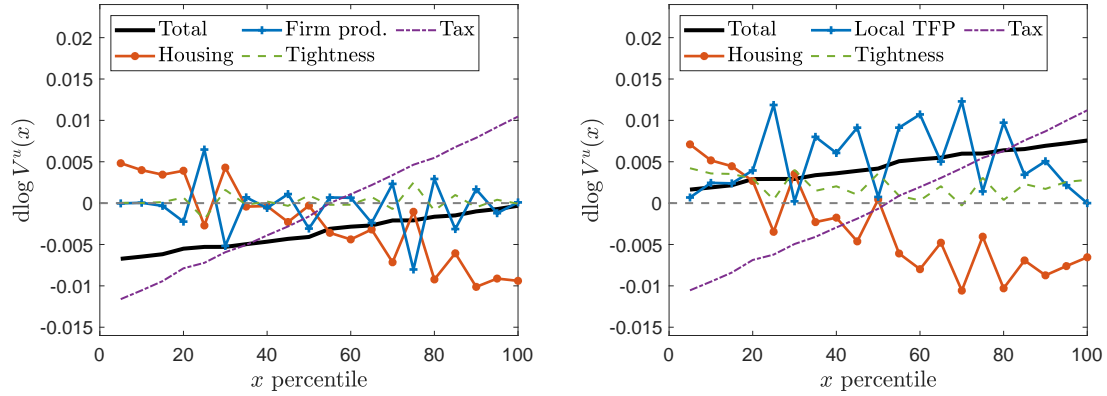 Total Firm prod. Tax
Housing Tightness
0.02
0.015
0.01
0.005
0
-0.005
-0.01
-0.015
dlog V^u(x)
0 20 40 60 80 100
x percentile
Total Local TFP Tax
Housing Tightness
0.02
0.015
0.01
0.005
0
-0.005
-0.01
-0.015
dlog V^u(x)
0 20 40 60 80 100
x percentile